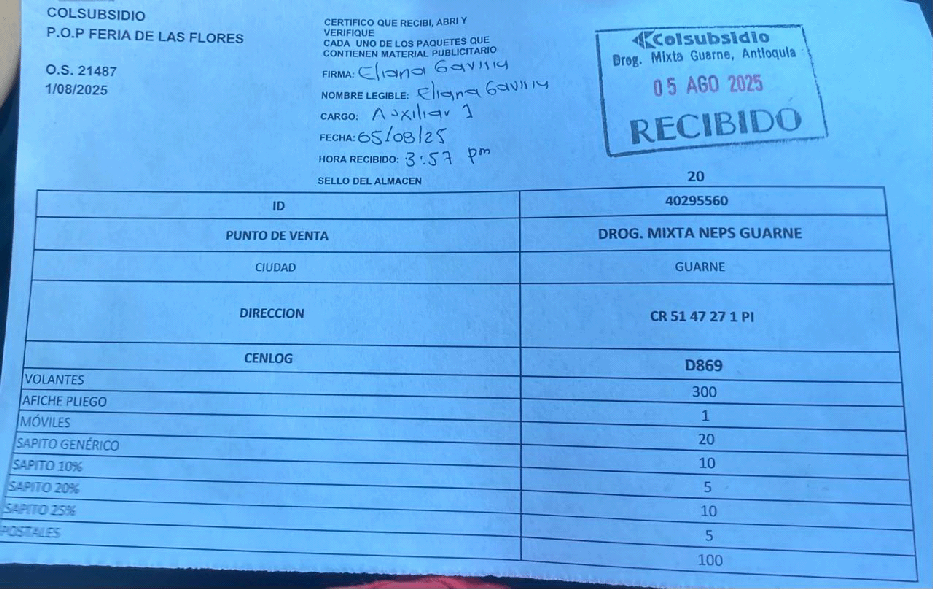 COLSUBSIDIO
P.O.P FERIA DE LAS FLORES
O.S. 21487
1/08/2025
CERTIFICO QUE RECIBI, ABRI Y
VERIFIQUE
CADA UNO DE LOS PAQUETES QUE
CONTIENEN MATERIAL PUBLICITARIO
FIRMA: Eliana Gaviria
NOMBRE LEGIBLE: Eliana Gaviria
CARGO: Auxiliar 1
FECHA: 05/08/25
HORA RECIBIDO: 3:57 pm
SELLO DEL ALMACEN
Colsubsidio
Drog. Mixta Guarne, Antioquia
05 AGO 2025
RECIBIDO
20
ID 40295560
PUNTO DE VENTA DROG. MIXTA NEPS GUARNE
CIUDAD GUARNE
DIRECCION CR 51 47 27 1 PI
CENLOG D869
VOLANTES 300
AFICHE PLIEGO 1
MÓVILES 20
SAPITO GENÉRICO 10
SAPITO 10% 5
SAPITO 20% 10
SAPITO 25% 5
POSTALES 100